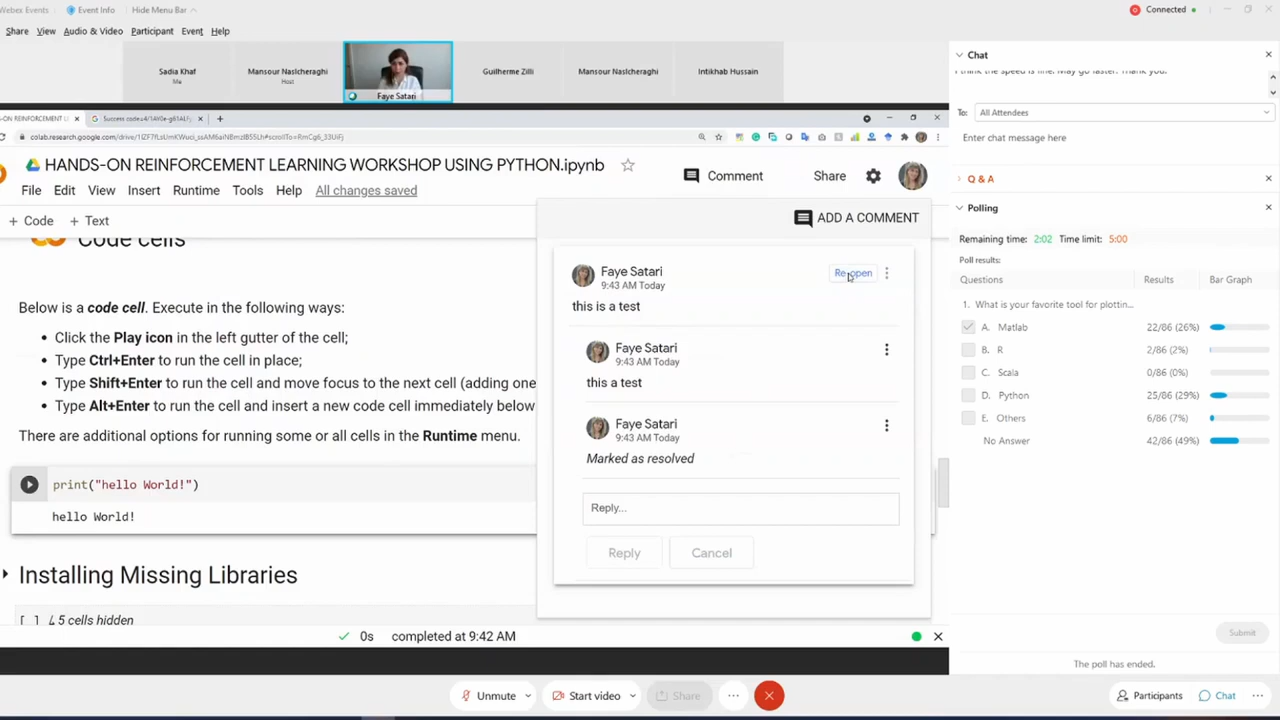 Webex Events Event Info Hide Menu Bar
Connected
Share View Audio & Video Participant Event Help
Sadia Khaf
Me
Mansour Naslcheraghi
Host
Faye Satari
Guilherme Zilli
Mansour Naslcheraghi
Intikhab Hussain
-ON REINFORCEMENT L
HANDS-ON REINFORCEMENT LEARNING WORKSHOP USING PYTHON.ipynb
File Edit View Insert Runtime Tools Help All changes saved
Comment Share
+ Code + Text
ADD A COMMENT
Code cells
Below is a code cell. Execute in the following ways:
• Click the Play icon in the left gutter of the cell;
• Type Ctrl+Enter to run the cell in place;
• Type Shift+Enter to run the cell and move focus to the next cell (adding one
• Type Alt+Enter to run the cell and insert a new code cell immediately below
There are additional options for running some or all cells in the Runtime menu.
print("hello World!")
hello World!
Installing Missing Libraries
[ ] ↳ 5 cells hidden
0s completed at 9:42 AM
Faye Satari
9:43 AM Today
Re-open
this is a test
Faye Satari
9:43 AM Today
this a test
Faye Satari
9:43 AM Today
Marked as resolved
Reply...
Reply Cancel
Chat
I think the speed is fine. May go faster. Thank you.
To: All Attendees
Enter chat message here
Q & A
Polling
Remaining time: 2:02 Time limit: 5:00
Poll results:
Questions Results Bar Graph
1. What is your favorite tool for plottin...
A. Matlab 22/86 (26%)
B. R 2/86 (2%)
C. Scala 0/86 (0%)
D. Python 25/86 (29%)
E. Others 6/86 (7%)
No Answer 42/86 (49%)
Submit
The poll has ended.
Unmute Start video Share
Participants Chat